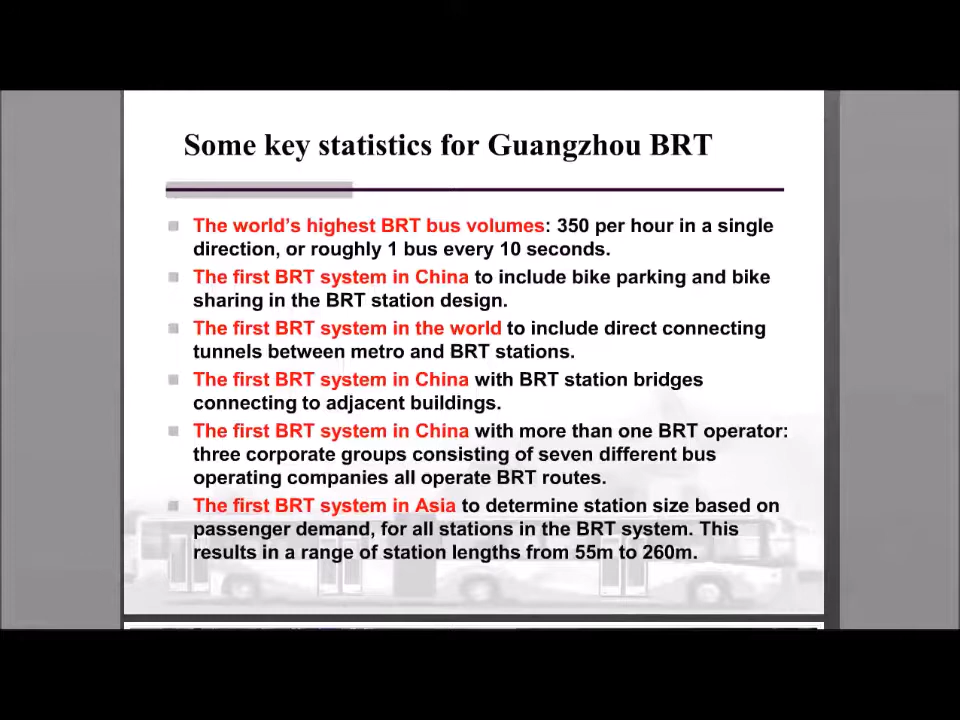 Some key statistics for Guangzhou BRT
The world's highest BRT bus volumes: 350 per hour in a single
direction, or roughly 1 bus every 10 seconds.
The first BRT system in China to include bike parking and bike
sharing in the BRT station design.
The first BRT system in the world to include direct connecting
tunnels between metro and BRT stations.
The first BRT system in China with BRT station bridges
connecting to adjacent buildings.
The first BRT system in China with more than one BRT operator:
three corporate groups consisting of seven different bus
operating companies all operate BRT routes.
The first BRT system in Asia to determine station size based on
passenger demand, for all stations in the BRT system. This
results in a range of station lengths from 55m to 260m.